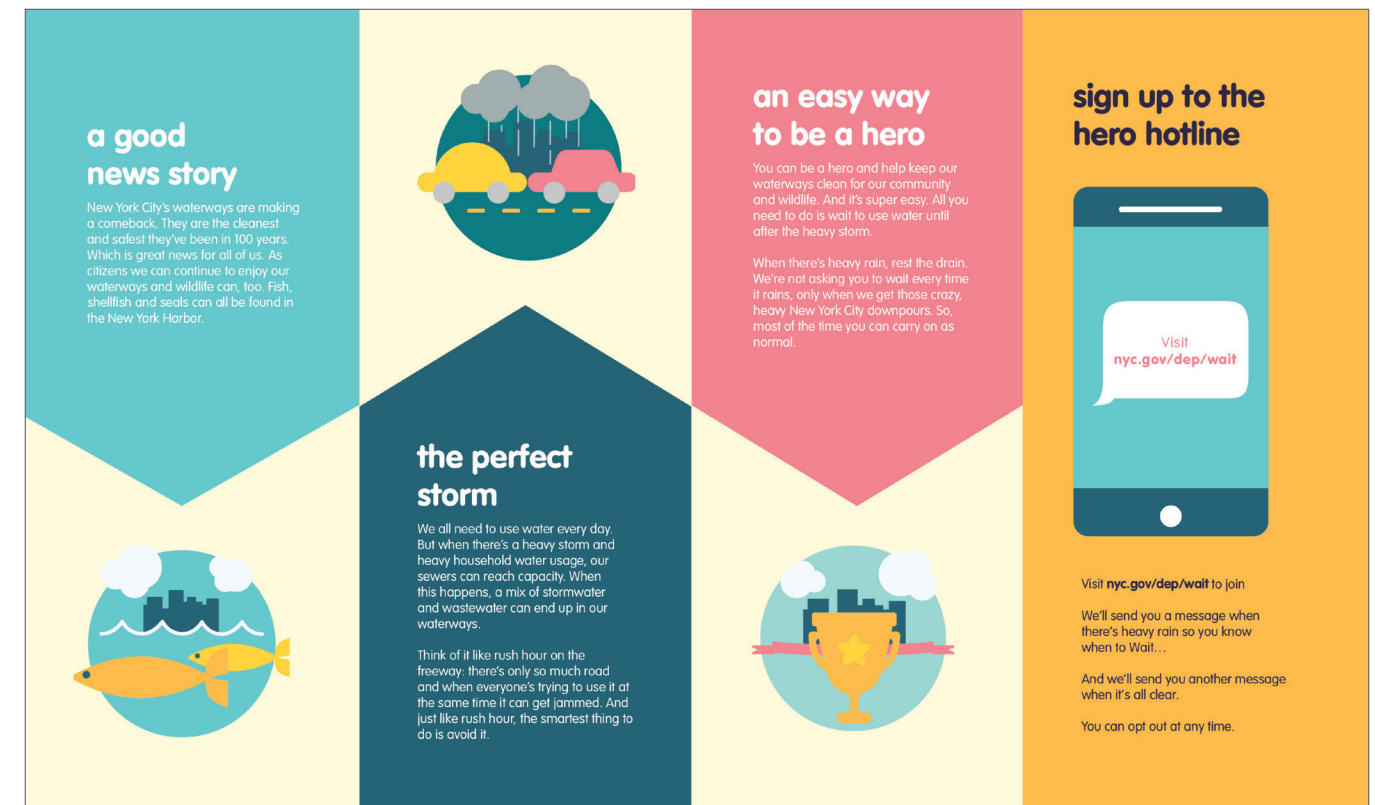 a good
news story
New York City's waterways are making
a comeback. They are the cleanest
and safest they've been in 100 years.
Which is great news for all of us. As
citizens we can continue to enjoy our
waterways and wildlife can, too. Fish,
shellfish and seals can all be found in
the New York Harbor.
the perfect
storm
We all need to use water every day.
But when there's a heavy storm and
heavy household water usage, our
sewers can reach capacity. When
this happens, a mix of stormwater
and wastewater can end up in our
waterways.
Think of it like rush hour on the
freeway: there's only so much road
and when everyone's trying to use it at
the same time it can get jammed. And
just like rush hour, the smartest thing to
do is avoid it.
an easy way
to be a hero
You can be a hero and help keep our
waterways clean for our community
and wildlife. And it's super easy. All you
need to do is wait to use water until
after the heavy storm.
When there's heavy rain, rest the drain.
We're not asking you to wait every time
it rains, only when we get those crazy,
heavy New York City downpours. So,
most of the time you can carry on as
normal.
sign up to the
hero hotline
Visit
nyc.gov/dep/wait
Visit nyc.gov/dep/wait to join
We'll send you a message when
there's heavy rain so you know
when to Wait...
And we'll send you another message
when it's all clear.
You can opt out at any time.